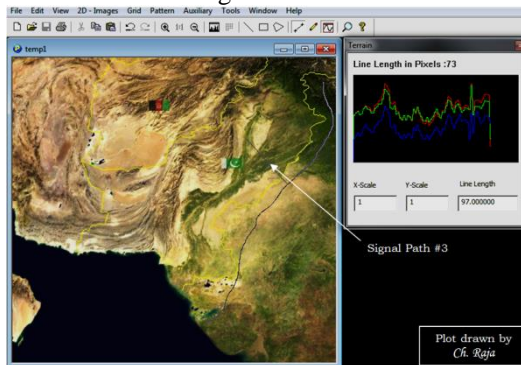 File Edit View 2D - Images Grid Pattern Auxiliary Tools Window Help
temp1
Terrain
Line Length in Pixels :73
X-Scale Y-Scale Line Length
1 1 97.000000
Signal Path #3
Plot drawn by
Ch. Raja